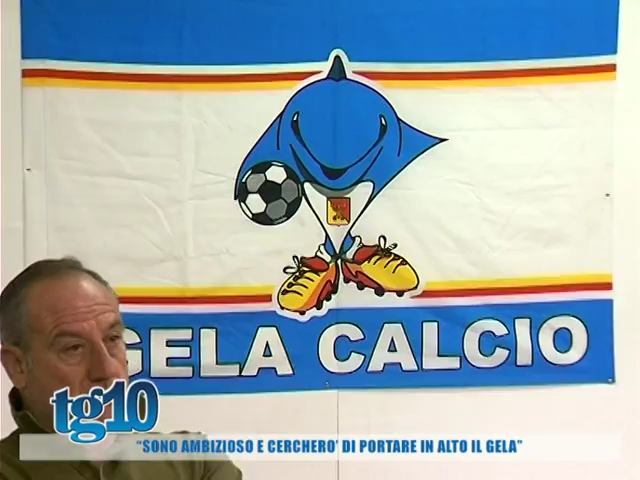 GELA CALCIO
tg10
“SONO AMBIZIOSO E CERCHERO’ DI PORTARE IN ALTO IL GELA”